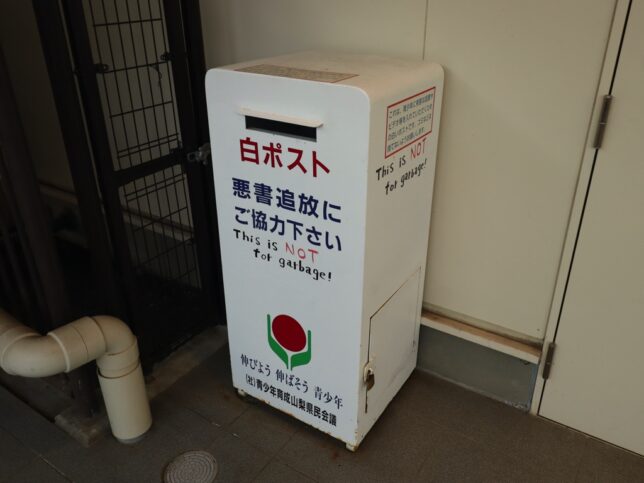 白ポスト
悪書追放に
ご協力下さい
This is NOT
for garbage!
伸びよう 伸ばそう 青少年
(社)青少年育成山梨県民会議
This is NOT
for garbage!